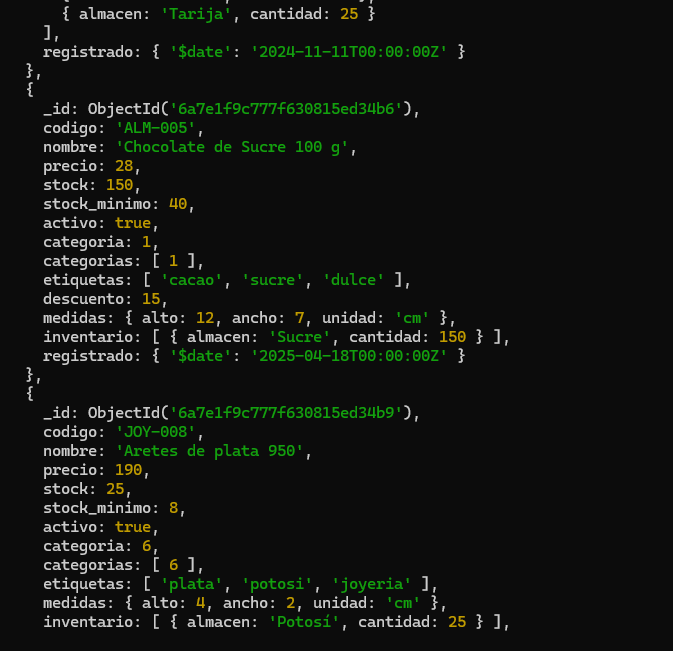 { almacen: 'Tarija', cantidad: 25 }
],
registrado: { '$date': '2024-11-11T00:00:00Z' }
},
{
_id: ObjectId('6a7e1f9c777f630815ed34b6'),
codigo: 'ALM-005',
nombre: 'Chocolate de Sucre 100 g',
precio: 28,
stock: 150,
stock_minimo: 40,
activo: true,
categoria: 1,
categorias: [ 1 ],
etiquetas: [ 'cacao', 'sucre', 'dulce' ],
descuento: 15,
medidas: { alto: 12, ancho: 7, unidad: 'cm' },
inventario: [ { almacen: 'Sucre', cantidad: 150 } ],
registrado: { '$date': '2025-04-18T00:00:00Z' }
},
{
_id: ObjectId('6a7e1f9c777f630815ed34b9'),
codigo: 'JOY-008',
nombre: 'Aretes de plata 950',
precio: 190,
stock: 25,
stock_minimo: 8,
activo: true,
categoria: 6,
categorias: [ 6 ],
etiquetas: [ 'plata', 'potosi', 'joyeria' ],
medidas: { alto: 4, ancho: 2, unidad: 'cm' },
inventario: [ { almacen: 'Potosí', cantidad: 25 } ],